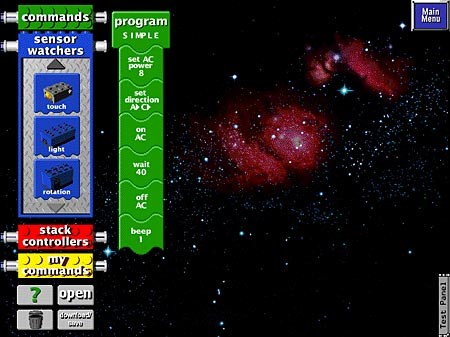 commands
sensor
watchers
touch
light
rotation
stack
controllers
my
commands
?
open
download/
save
program
SIMPLE
set AC
power
8
set
direction
on
AC
wait
40
off
AC
beep
1
Main
Menu
Test Panel